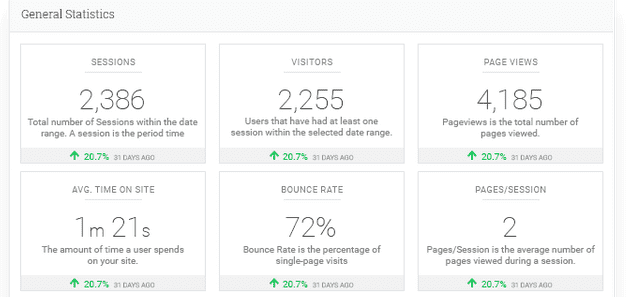 General Statistics
SESSIONS
2,386
Total number of Sessions within the date
range. A session is the period time
20.7% 31 DAYS AGO
VISITORS
2,255
Users that have had at least one
session within the selected date range.
20.7% 31 DAYS AGO
PAGE VIEWS
4,185
Pageviews is the total number of
pages viewed.
20.7% 31 DAYS AGO
AVG. TIME ON SITE
1m 21s
The amount of time a user spends
on your site.
20.7% 31 DAYS AGO
BOUNCE RATE
72%
Bounce Rate is the percentage of
single-page visits
20.7% 31 DAYS AGO
PAGES/SESSION
2
Pages/Session is the average number of
pages viewed during a session.
20.7% 31 DAYS AGO